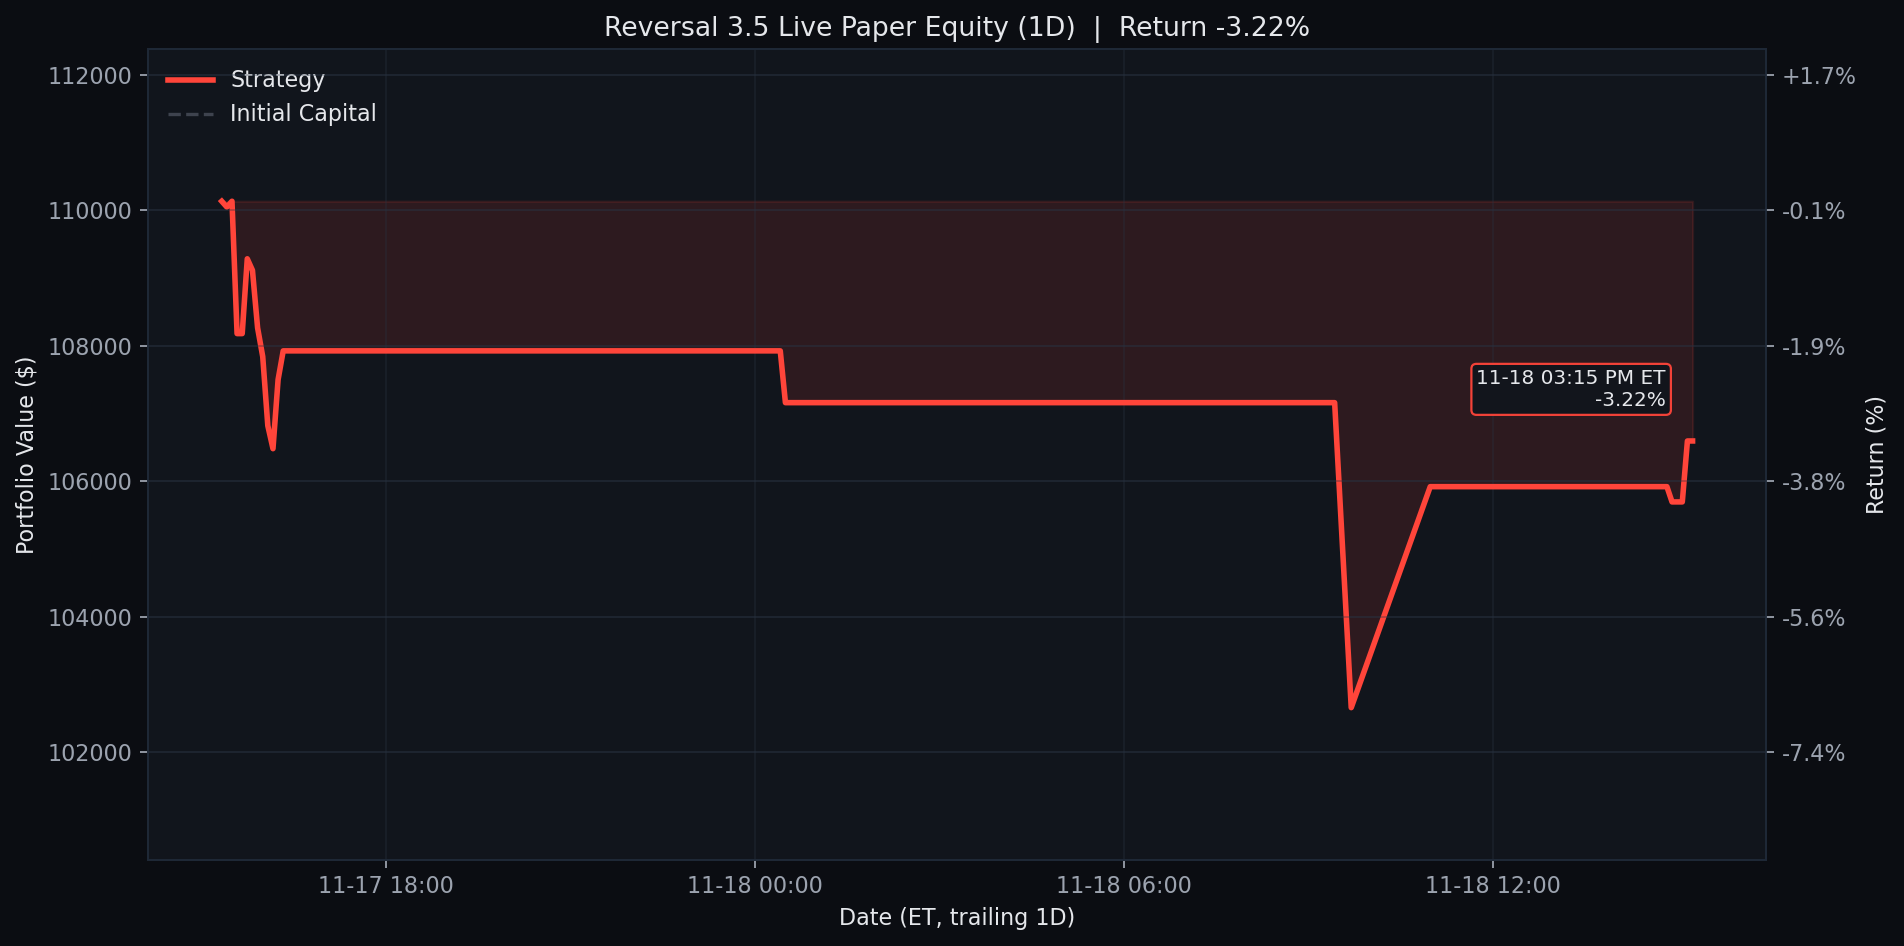 Reversal 3.5 Live Paper Equity (1D)  |  Return -3.22%
Strategy
Initial Capital
Portfolio Value ($)
112000
110000
108000
106000
104000
102000
+1.7%
-0.1%
-1.9%
-3.8%
-5.6%
-7.4%
Return (%)
11-18 03:15 PM ET
-3.22%
11-17 18:00
11-18 00:00
11-18 06:00
11-18 12:00
Date (ET, trailing 1D)